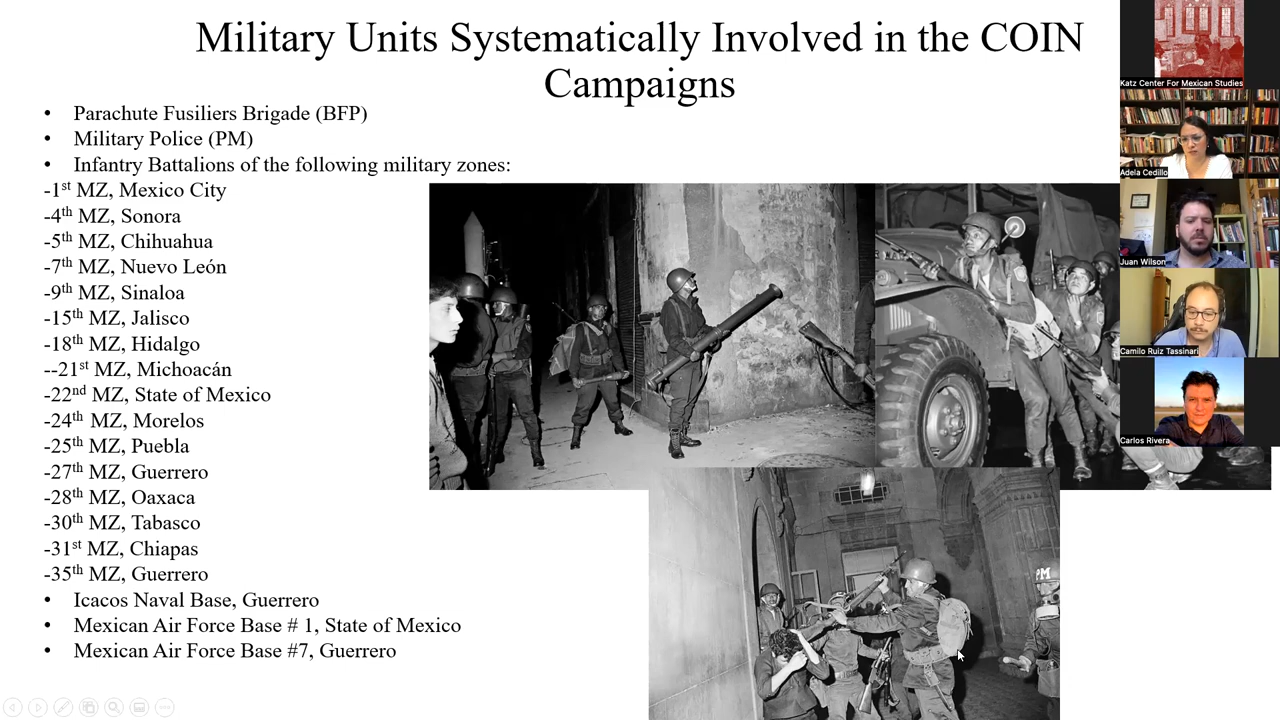 Military Units Systematically Involved in the COIN
Campaigns
• Parachute Fusiliers Brigade (BFP)
• Military Police (PM)
• Infantry Battalions of the following military zones:
-1st MZ, Mexico City
-4th MZ, Sonora
-5th MZ, Chihuahua
-7th MZ, Nuevo León
-9th MZ, Sinaloa
-15th MZ, Jalisco
-18th MZ, Hidalgo
--21st MZ, Michoacán
-22nd MZ, State of Mexico
-24th MZ, Morelos
-25th MZ, Puebla
-27th MZ, Guerrero
-28th MZ, Oaxaca
-30th MZ, Tabasco
-31st MZ, Chiapas
-35th MZ, Guerrero
• Icacos Naval Base, Guerrero
• Mexican Air Force Base # 1, State of Mexico
• Mexican Air Force Base #7, Guerrero
PM
Katz Center For Mexican Studies
Adela Cedillo
Juan Wilson
Camilo Ruiz Tassinari
Carlos Rivera